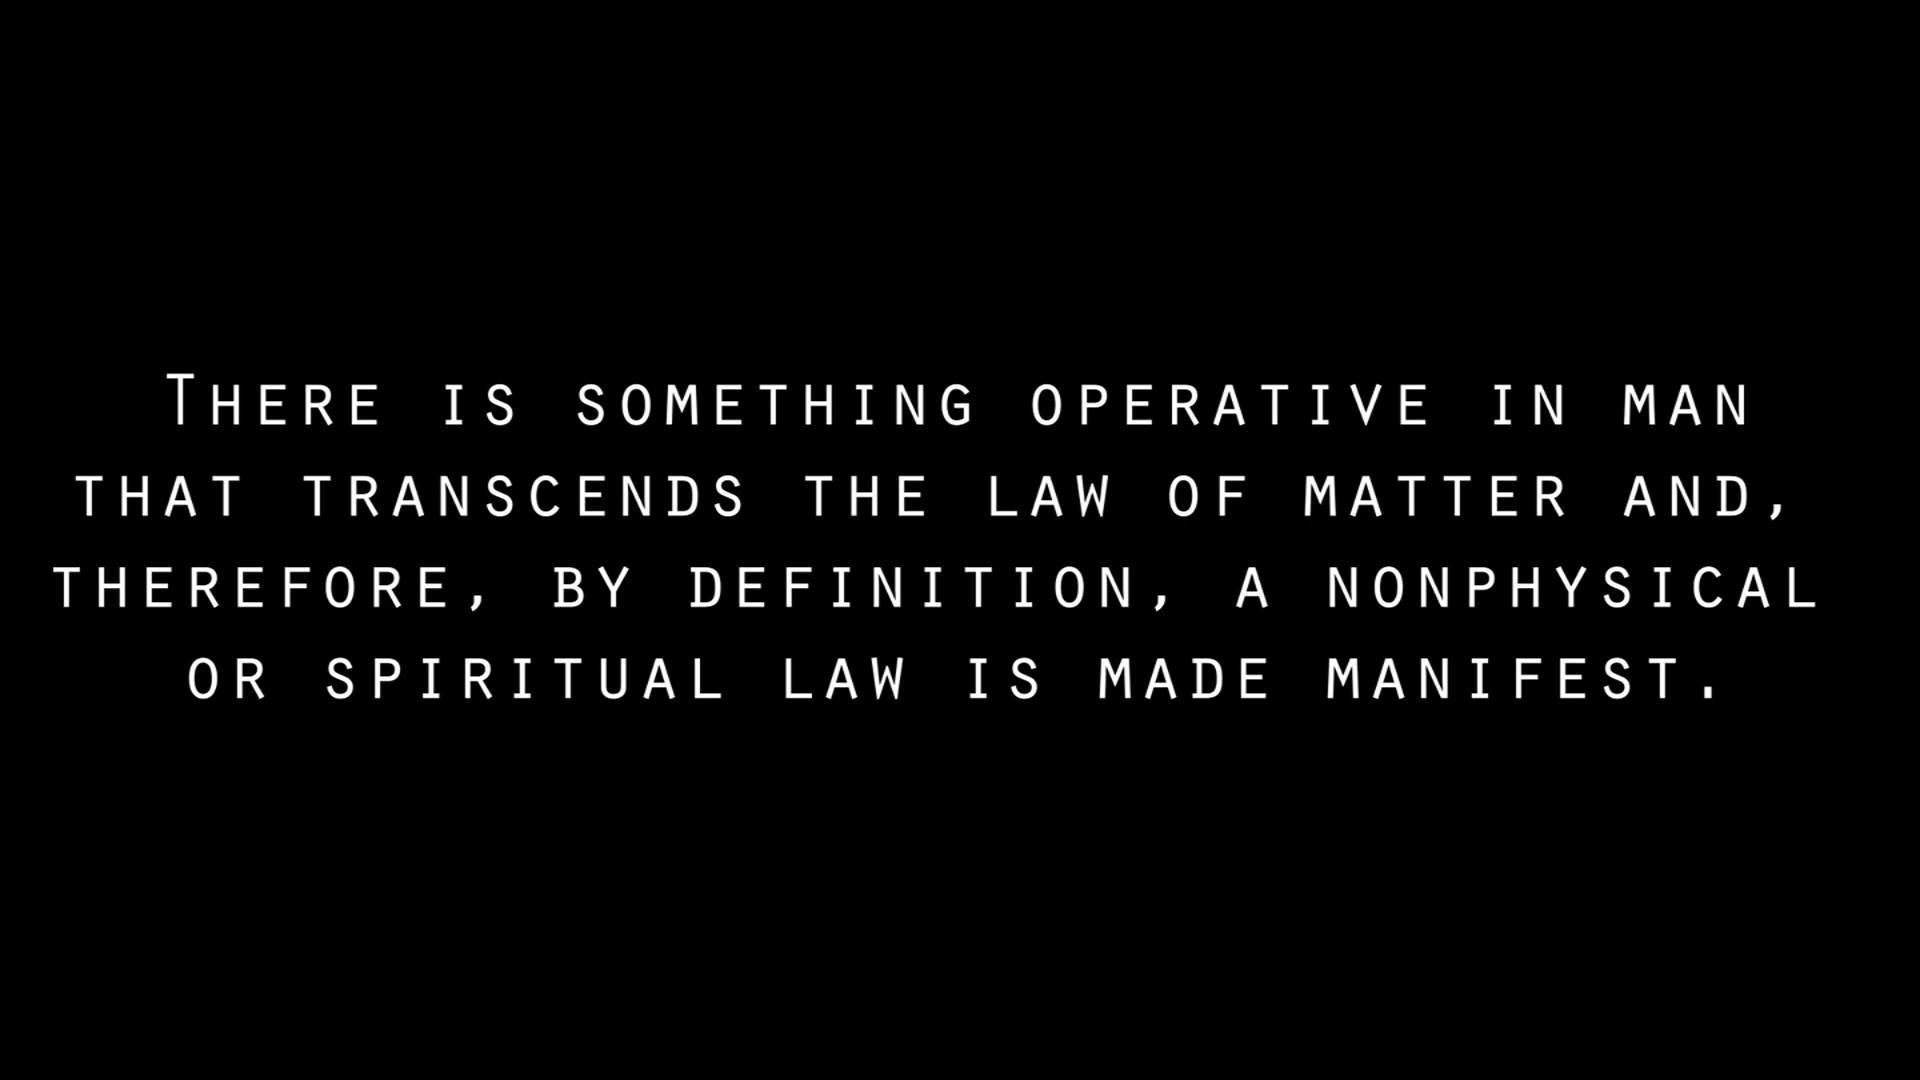 There is something operative in man
that transcends the law of matter and,
therefore, by definition, a nonphysical
or spiritual law is made manifest.